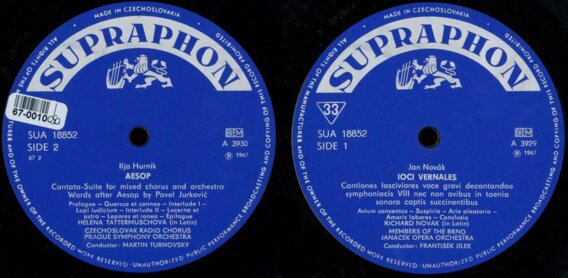 MADE IN CZECHOSLOVAKIA
ALL RIGHTS OF THE MANUFACTURER AND OF THE OWNER OF THE RECORDED WORK RESERVED · UNAUTHORIZED PUBLIC PERFORMANCE BROADCASTING AND COPYING OF THIS RECORD PROHIBITED
SUPRAPHON
67-0010
SUA 18852
SIDE 2
67 2
BIEM
A 3930
Ⓟ 1967
Ilja Hurník
AESOP
Cantata-Suite for mixed chorus and orchestra
Words after Aesop by Pavel Jurkovič
Prologue – Quercus et cannae – Interlude I –
Lupi iudicium – Interlude II – Lucerna et
astra – Lepores et ranae – Epilogue
HELENA TATTERMUSCHOVÁ (in Latin)
CZECHOSLOVAK RADIO CHORUS
PRAGUE SYMPHONY ORCHESTRA
Conductor: MARTIN TURNOVSKÝ
MADE IN CZECHOSLOVAKIA
ALL RIGHTS OF THE MANUFACTURER AND OF THE OWNER OF THE RECORDED WORK RESERVED · UNAUTHORIZED PUBLIC PERFORMANCE BROADCASTING AND COPYING OF THIS RECORD PROHIBITED
SUPRAPHON
33
SUA 18852
SIDE 1
BIEM
A 3929
Ⓟ 1967
Jan Novák
IOCI VERNALES
Cantiones lasciviores voce gravi decantandae
symphoniacis VIII nec non avibus in taenia
sonora captis succinentibus
Avium concentus – Suspiria – Aria aleatoria –
Amoris labores – Conclusio
RICHARD NOVÁK (in Latin)
MEMBERS OF THE BRNO
JANÁČEK OPERA ORCHESTRA
Conductor: FRANTIŠEK JÍLEK